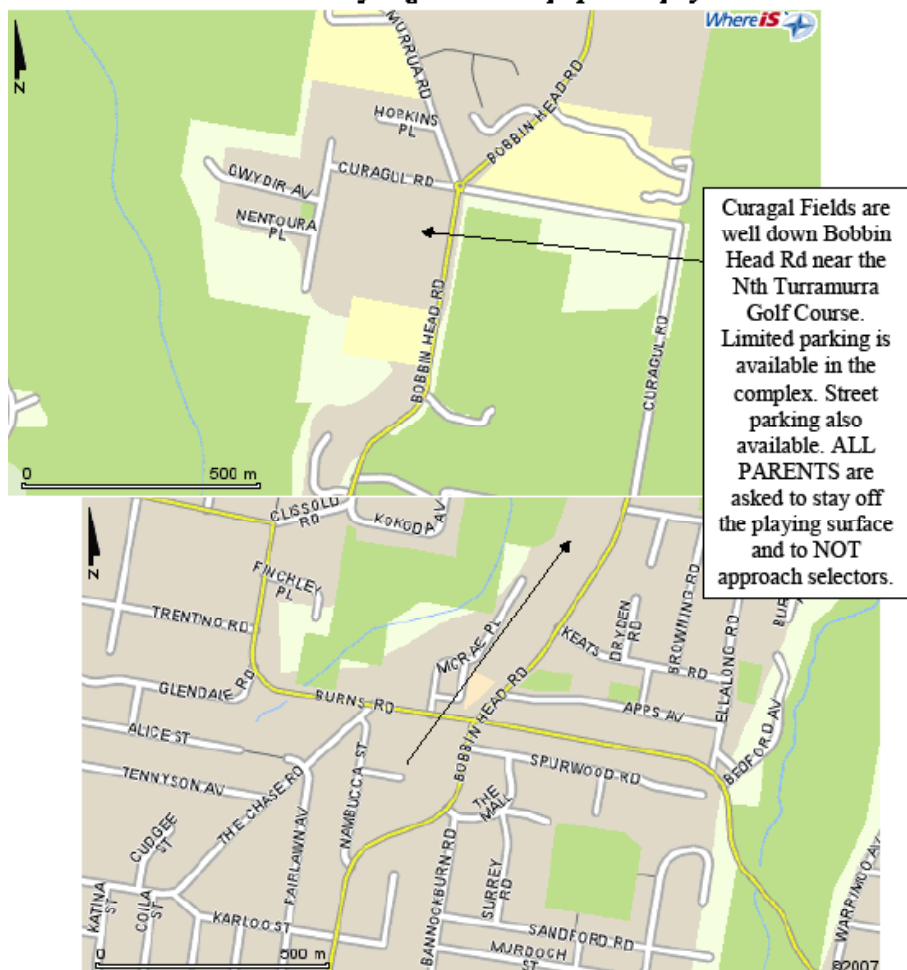 WhereiS
N
MURRUA RD
HOPKINS
PL
BOBBIN HEAD RD
CURAGUL RD
GWYDIR AV
NENTOURA
PL
BOBBIN HEAD RD
CURAGUL RD
0 500 m
Curagal Fields are
well down Bobbin
Head Rd near the
Nth Turramurra
Golf Course.
Limited parking is
available in the
complex. Street
parking also
available. ALL
PARENTS are
asked to stay off
the playing surface
and to NOT
approach selectors.
N
CLISSOLD
RD
KOKODA AV
FINCHLEY
PL
TRENTINO RD
MCRAE PL
KEATS
RD
DRYDEN
RD
BROWNING RD
GLENDALE RD
BURNS RD
BOBBIN HEAD RD
APPS AV
ELLALONG RD
BEDFORD AV
ALICE ST
SPURWOOD RD
TENNYSON AV
THE CHASE RD
NAMBUCCA ST
THE
MALL
CUDGEE
ST
FAIRLAWN AV
BANNOCKBURN RD
SURREY
RD
KATINA
ST
COILA
ST
KARLOO ST
SANDFORD RD
MURDOCH
ST
WARRIMOO AV
0 500 m
©2007